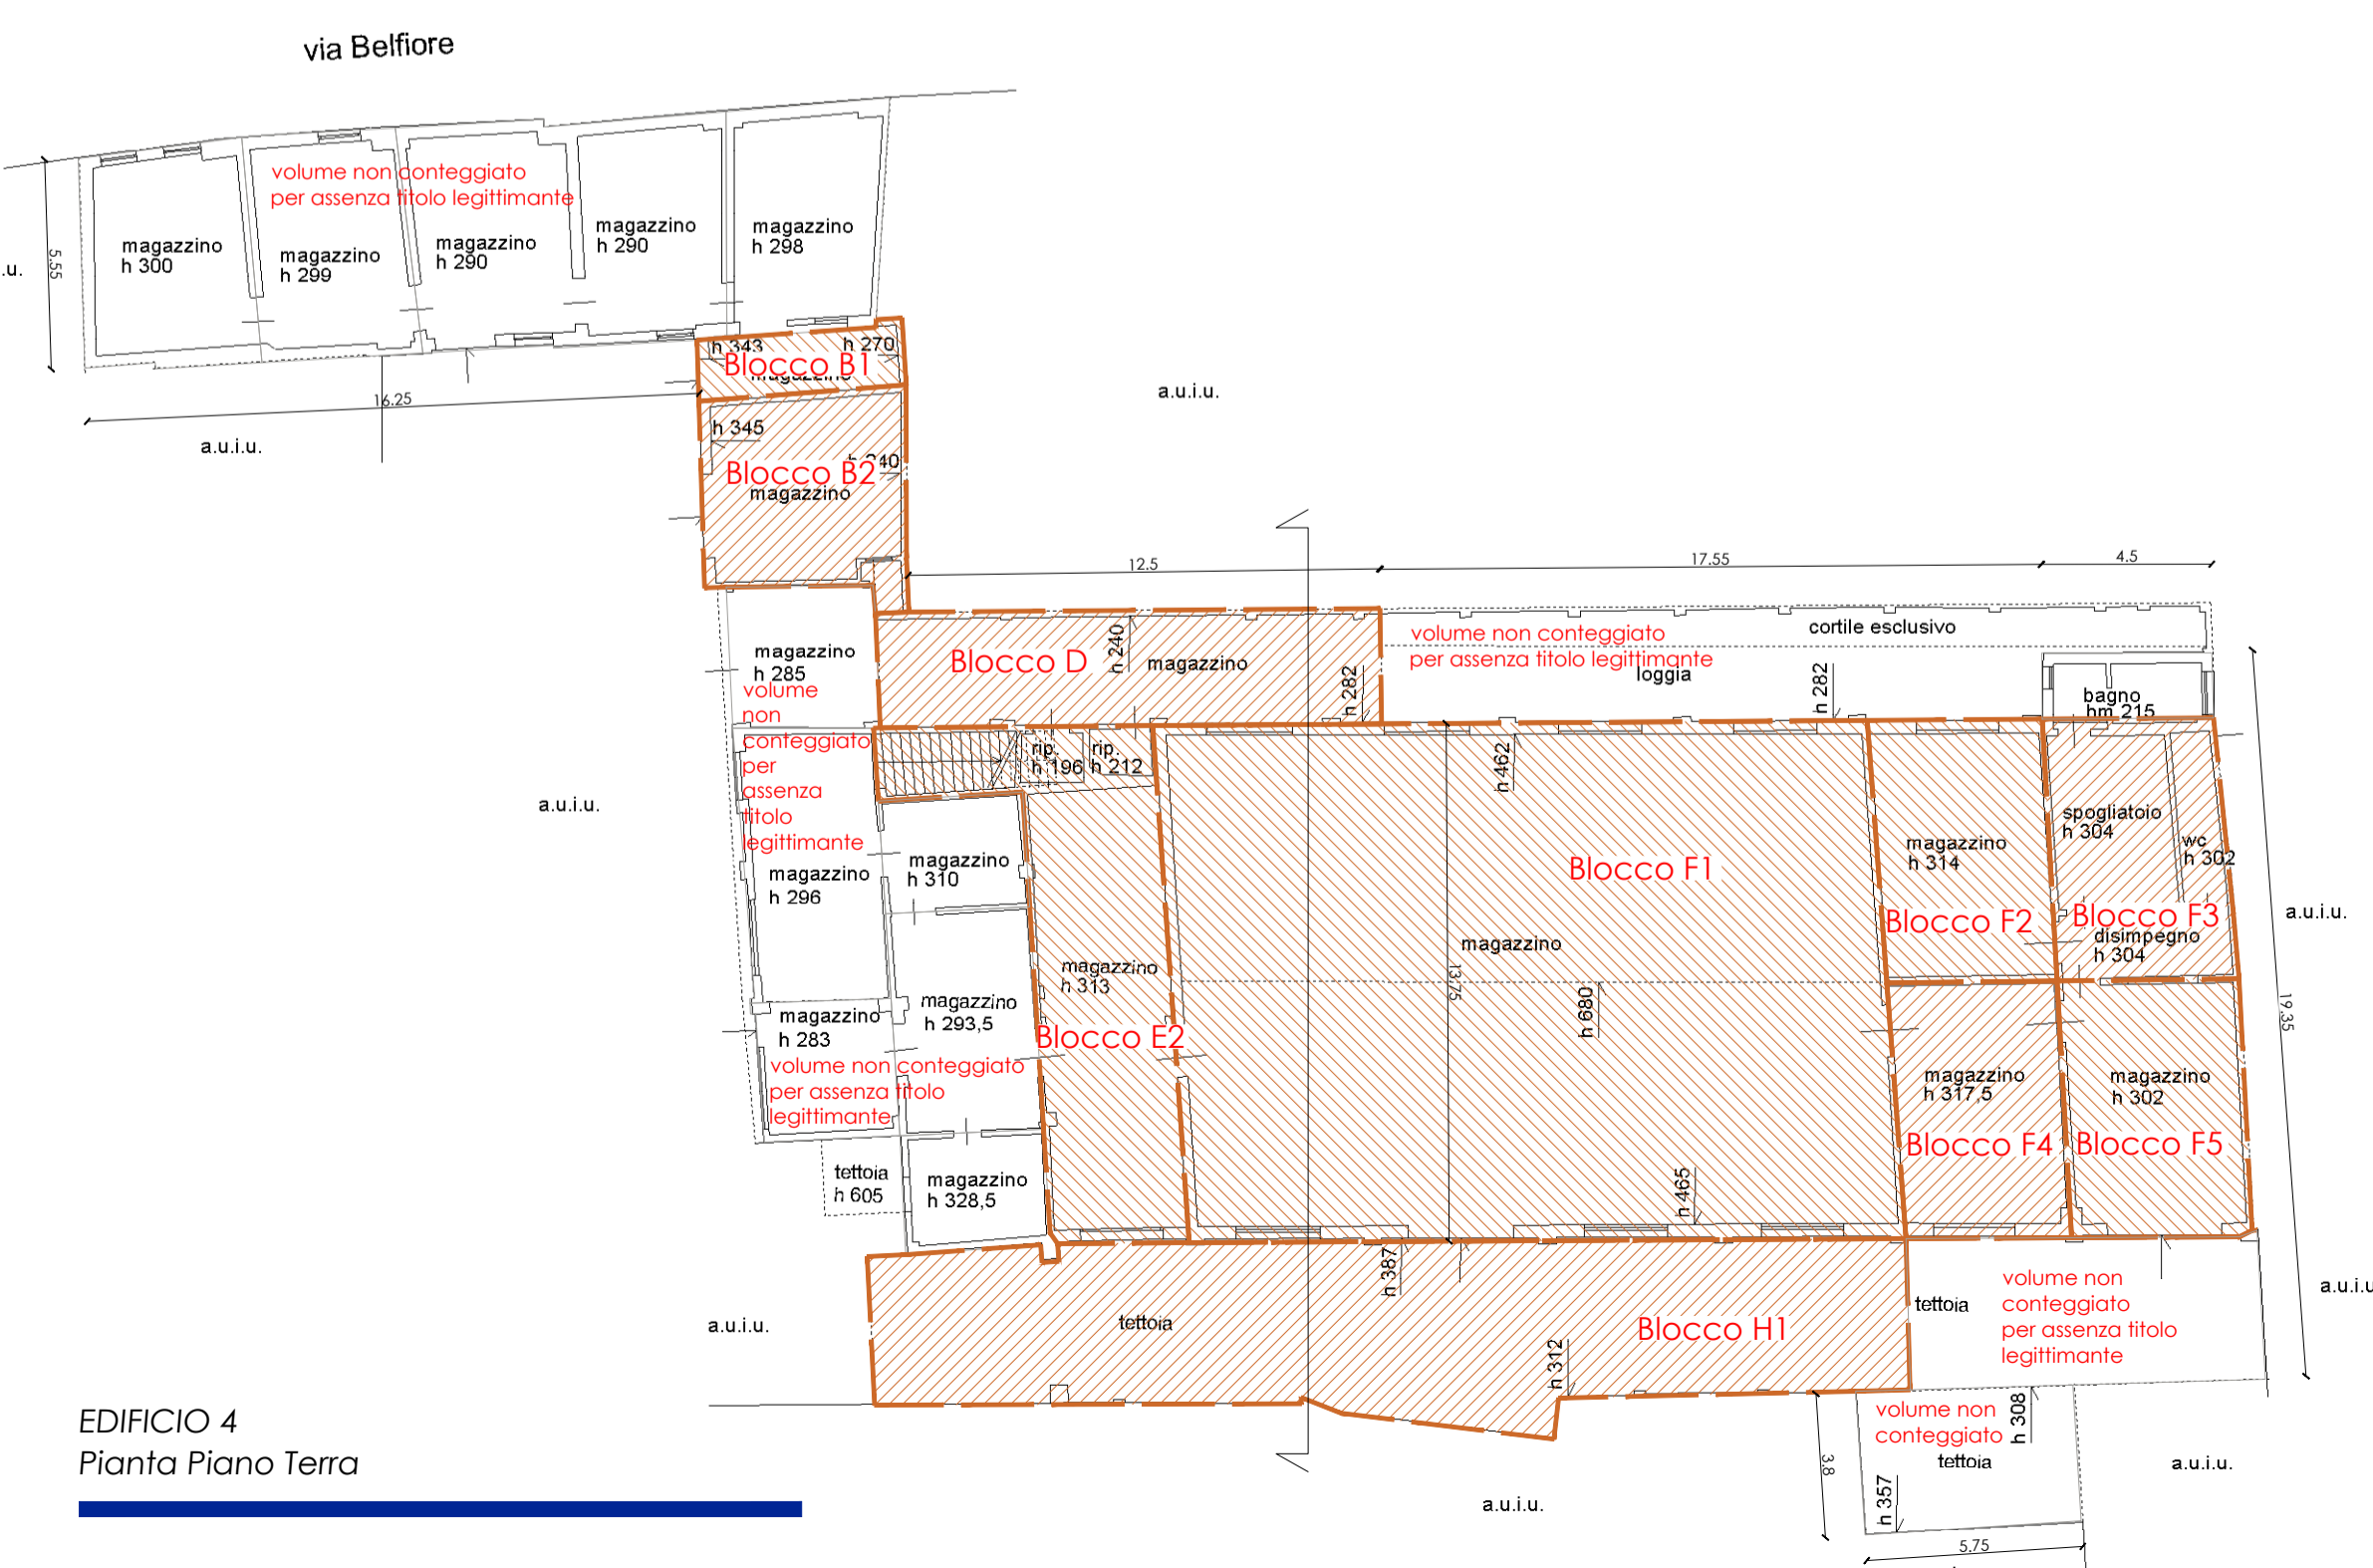 via Belfiore
volume non conteggiato
per assenza titolo legittimante
magazzino
h 300
magazzino
h 299
magazzino
h 290
magazzino
h 290
magazzino
h 298
.u.
5.55
16.25
a.u.i.u.
h 343
h 270
Blocco B1
magazzino
h 345
Blocco B2
magazzino
a.u.i.u.
12.5
17.55
4.5
magazzino
h 285
volume
non
conteggiato
per
assenza
titolo
legittimante
Blocco D
h 240
magazzino
h 282
volume non conteggiato
per assenza titolo legittimante
cortile esclusivo
loggia
h 282
bagno
hm 215
rip.
h 196
rip.
h 212
h 462
a.u.i.u.
magazzino
h 296
magazzino
h 310
Blocco F1
magazzino
h 314
Blocco F2
spogliatoio
h 304
wc
h 302
Blocco F3
disimpegno
h 304
a.u.i.u.
magazzino
h 313
magazzino
13.75
h 680
19.35
magazzino
h 283
magazzino
h 293,5
Blocco E2
volume non conteggiato
per assenza titolo
legittimante
magazzino
h 317,5
Blocco F4
magazzino
h 302
Blocco F5
tettoia
h 605
magazzino
h 328,5
h 465
h 387
a.u.i.u.
tettoia
h 312
Blocco H1
tettoia
volume non
conteggiato
per assenza titolo
legittimante
a.u.i.u
EDIFICIO 4
Pianta Piano Terra
3.8
volume non
conteggiato
h 308
tettoia
h 357
a.u.i.u.
a.u.i.u.
5.75